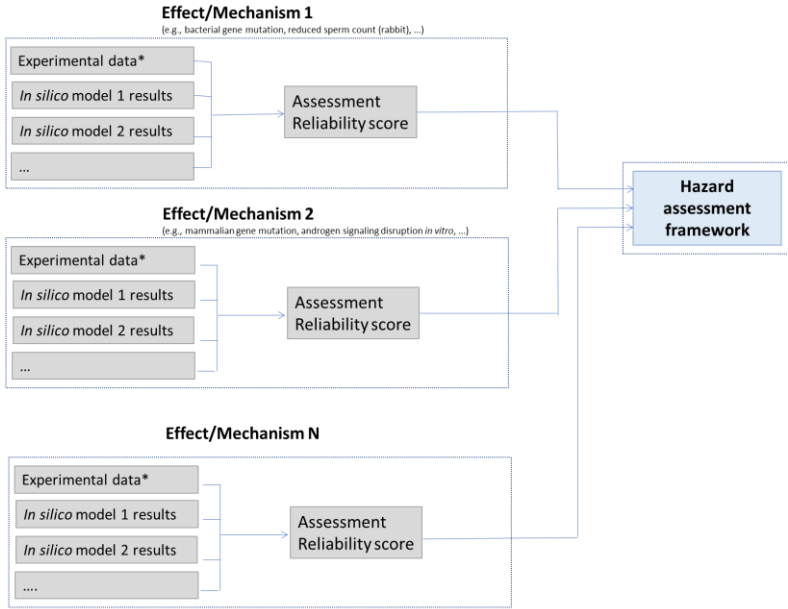 Effect/Mechanism 1
(e.g., bacterial gene mutation, reduced sperm count (rabbit), ...)
Experimental data*
In silico model 1 results
In silico model 2 results
...
Assessment
Reliability score
Hazard
assessment
framework
Effect/Mechanism 2
(e.g., mammalian gene mutation, androgen signaling disruption in vitro, ...)
Experimental data*
In silico model 1 results
In silico model 2 results
...
Assessment
Reliability score
Effect/Mechanism N
Experimental data*
In silico model 1 results
In silico model 2 results
....
Assessment
Reliability score